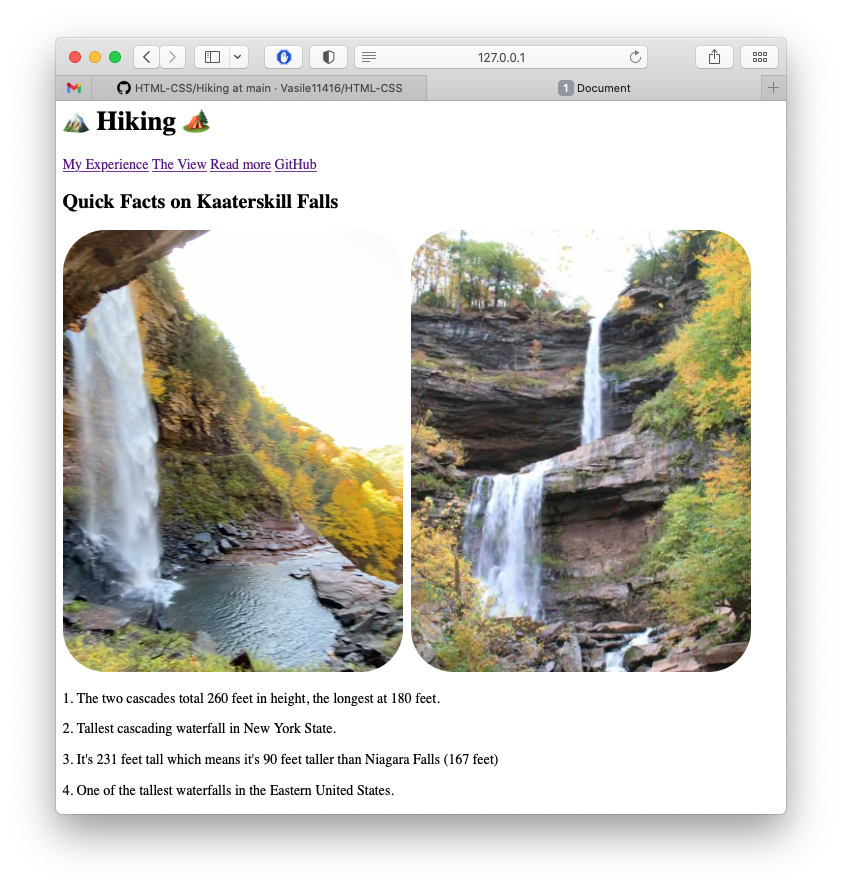 127.0.0.1
HTML-CSS/Hiking at main · Vasile11416/HTML-CSS
1 Document
Hiking
My Experience The View Read more GitHub
Quick Facts on Kaaterskill Falls
1. The two cascades total 260 feet in height, the longest at 180 feet.
2. Tallest cascading waterfall in New York State.
3. It's 231 feet tall which means it's 90 feet taller than Niagara Falls (167 feet)
4. One of the tallest waterfalls in the Eastern United States.